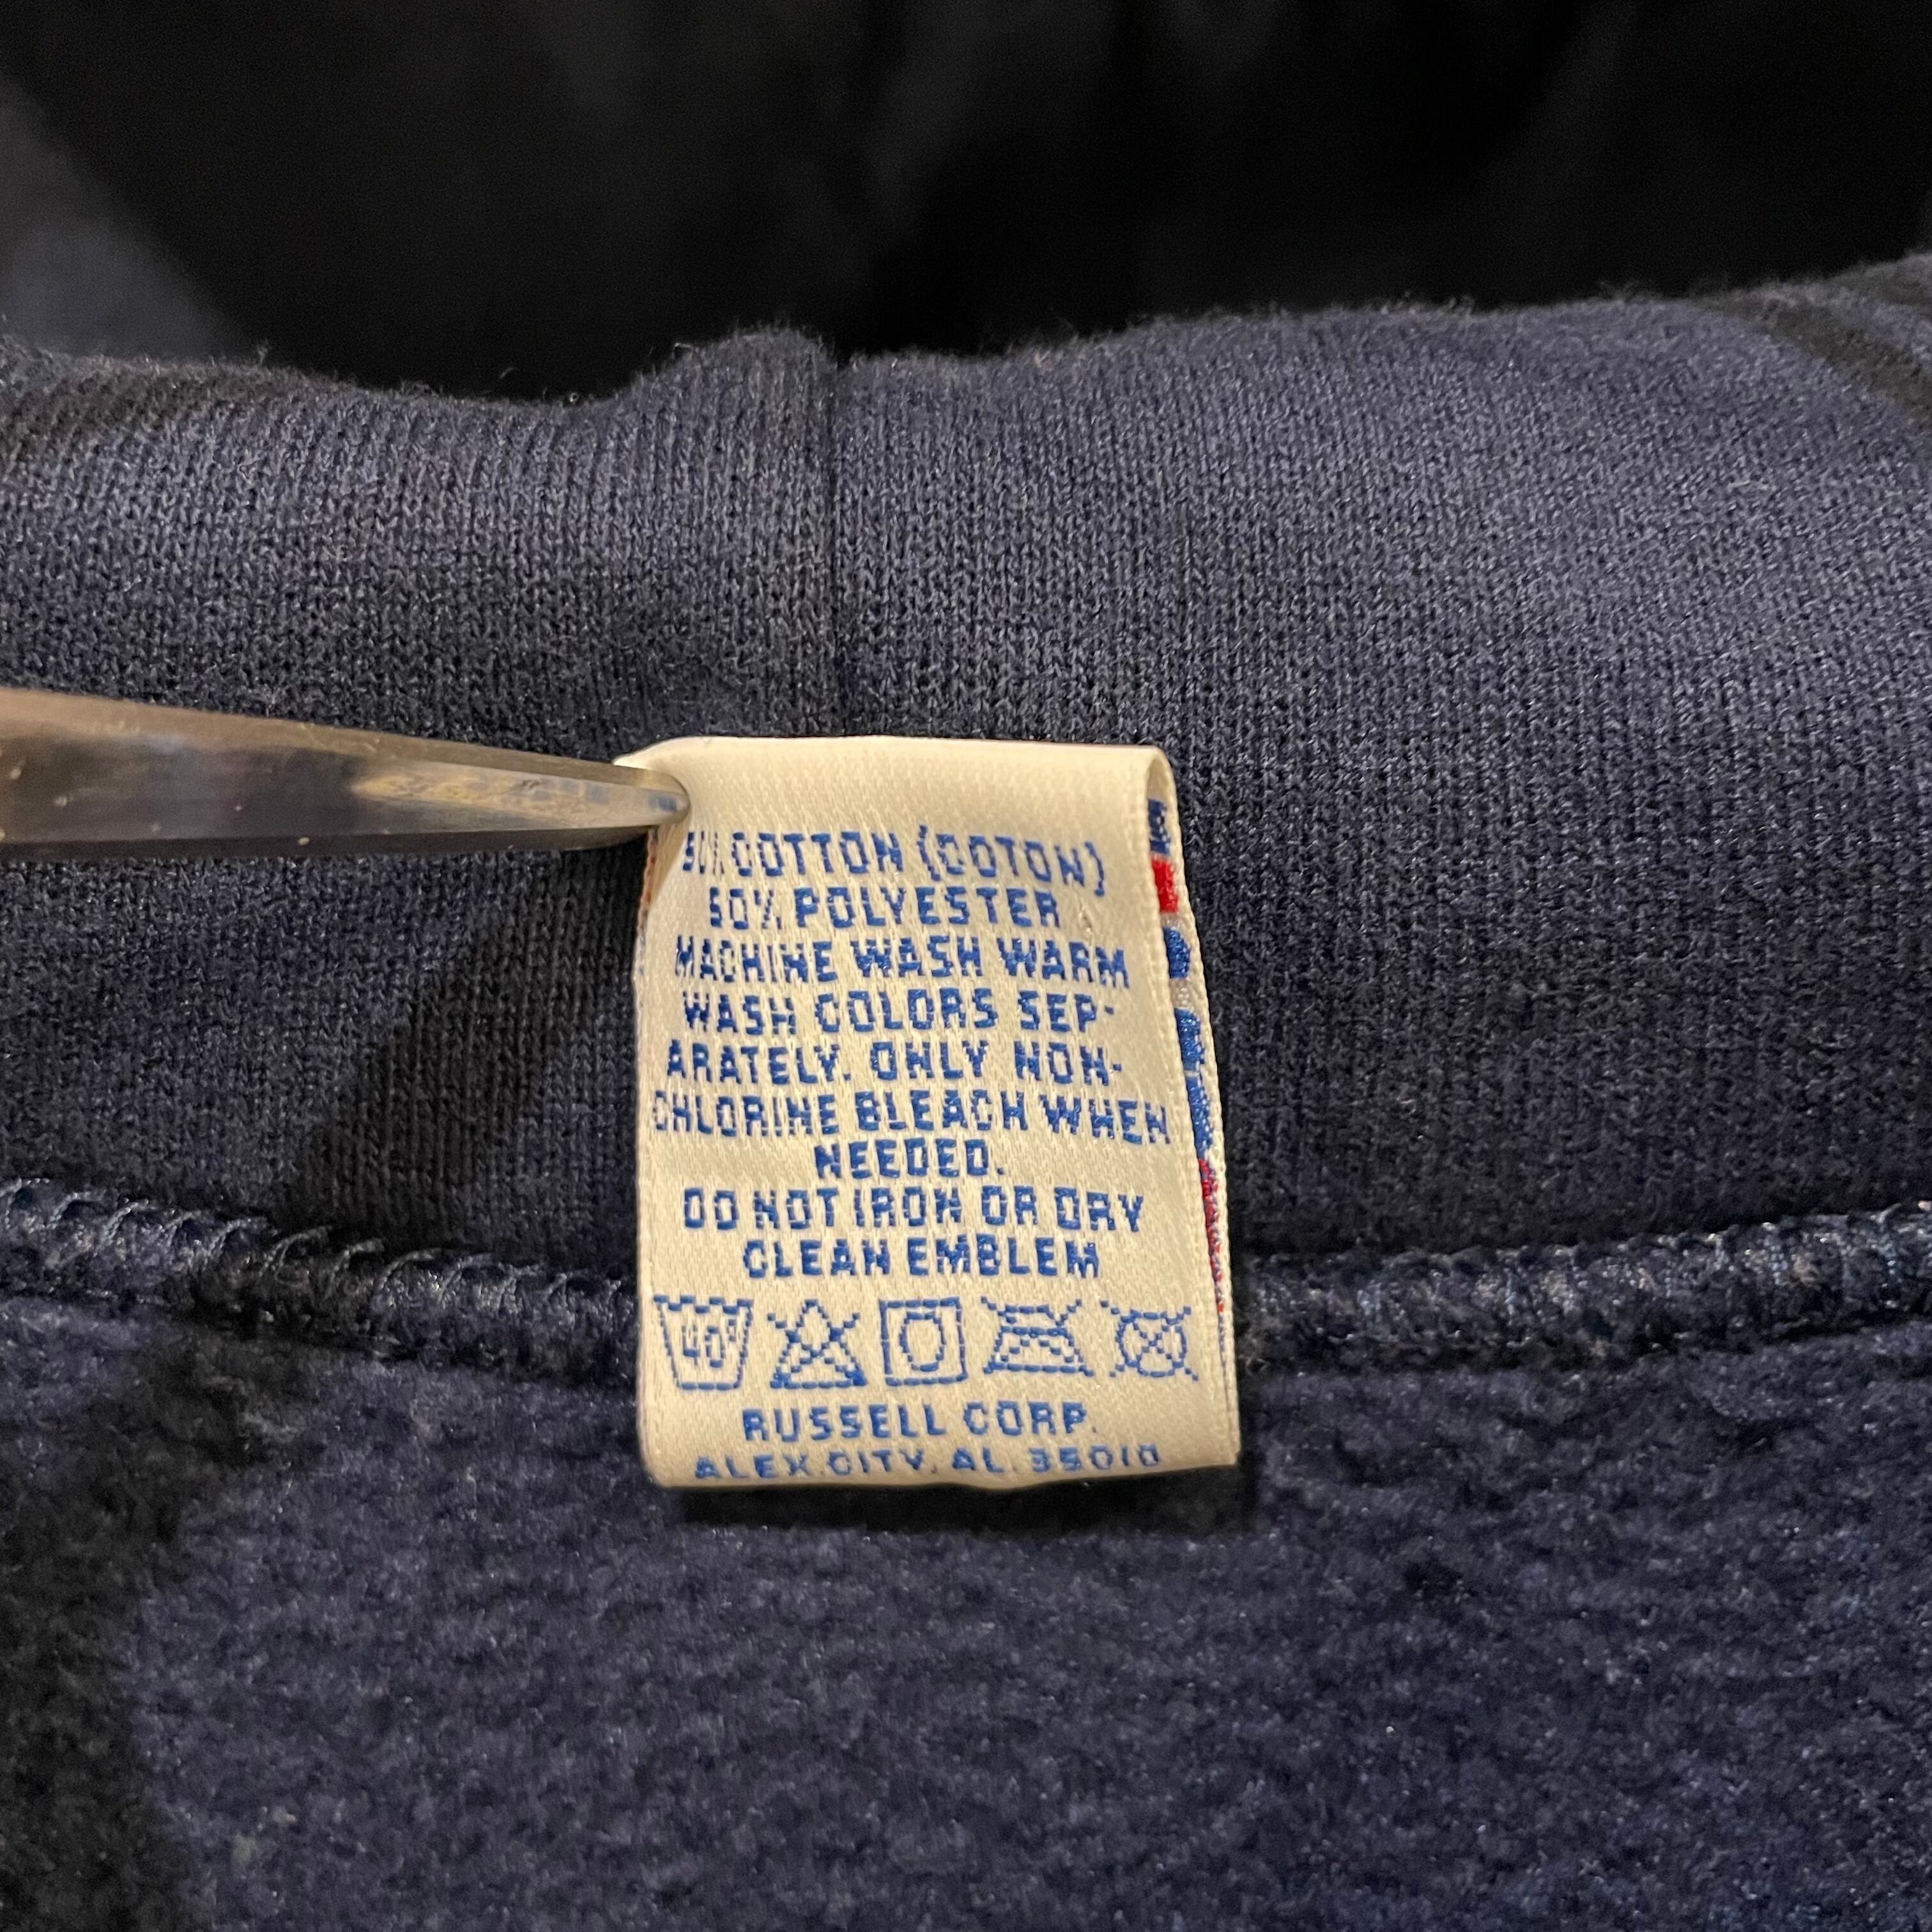 COTTON (COTON)
50% POLYESTER
MACHINE WASH WARM
WASH COLORS SEP-
ARATELY. ONLY NON-
CHLORINE BLEACH WHEN
NEEDED.
DO NOT IRON OR DRY
CLEAN EMBLEM
40°
RUSSELL CORP.
ALEX.CITY, AL. 35010